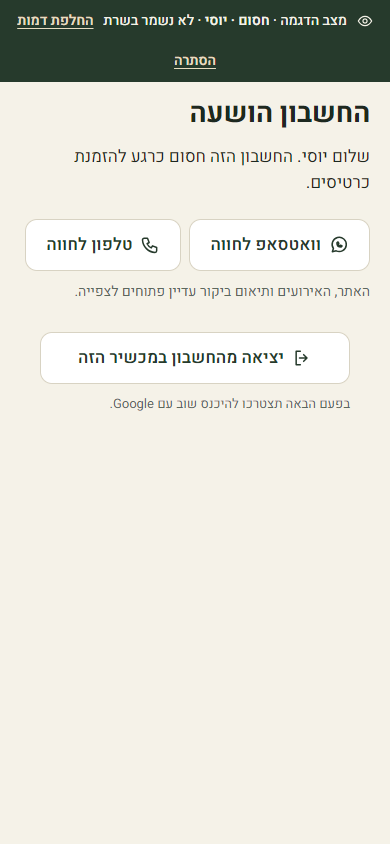 מצב הדגמה · חסום · יוסי · לא נשמר בשרת החלפת דמות
הסתרה
החשבון הושעה
שלום יוסי. החשבון הזה חסום כרגע להזמנת
כרטיסים.
וואטסאפ לחווה
טלפון לחווה
האתר, האירועים ותיאום ביקור עדיין פתוחים לצפייה.
יציאה מהחשבון במכשיר הזה
בפעם הבאה תצטרכו להיכנס שוב עם Google.